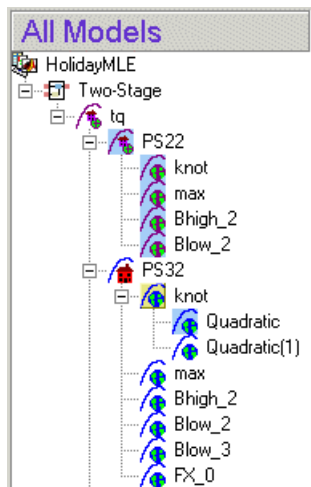 All Models
HolidayMLE
Two-Stage
tq
PS22
knot
max
Bhigh_2
Blow_2
PS32
knot
Quadratic
Quadratic(1)
max
Bhigh_2
Blow_2
Blow_3
FX_0